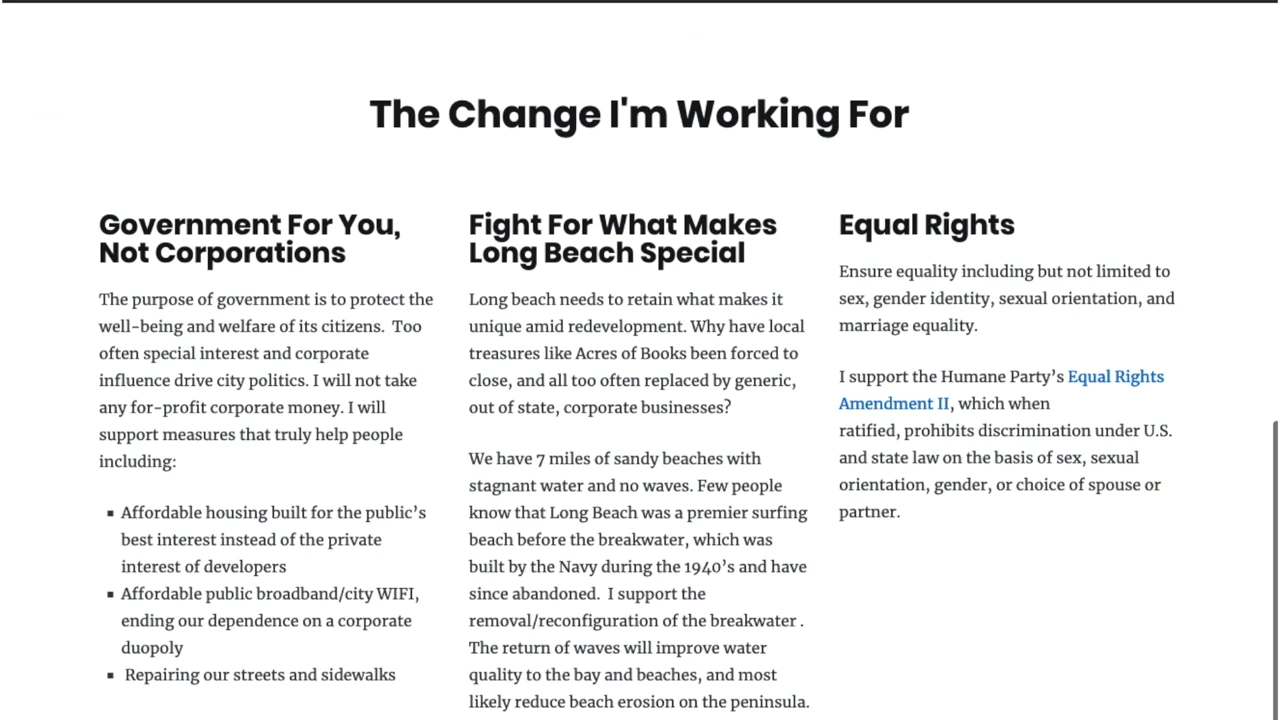 The Change I'm Working For
Government For You,
Not Corporations
The purpose of government is to protect the
well-being and welfare of its citizens.  Too
often special interest and corporate
influence drive city politics. I will not take
any for-profit corporate money. I will
support measures that truly help people
including:
▪ Affordable housing built for the public’s
best interest instead of the private
interest of developers
▪ Affordable public broadband/city WIFI,
ending our dependence on a corporate
duopoly
▪ Repairing our streets and sidewalks
Fight For What Makes
Long Beach Special
Long beach needs to retain what makes it
unique amid redevelopment. Why have local
treasures like Acres of Books been forced to
close, and all too often replaced by generic,
out of state, corporate businesses?
We have 7 miles of sandy beaches with
stagnant water and no waves. Few people
know that Long Beach was a premier surfing
beach before the breakwater, which was
built by the Navy during the 1940’s and have
since abandoned.  I support the
removal/reconfiguration of the breakwater .
The return of waves will improve water
quality to the bay and beaches, and most
likely reduce beach erosion on the peninsula.
Equal Rights
Ensure equality including but not limited to
sex, gender identity, sexual orientation, and
marriage equality.
I support the Humane Party’s Equal Rights
Amendment II, which when
ratified, prohibits discrimination under U.S.
and state law on the basis of sex, sexual
orientation, gender, or choice of spouse or
partner.